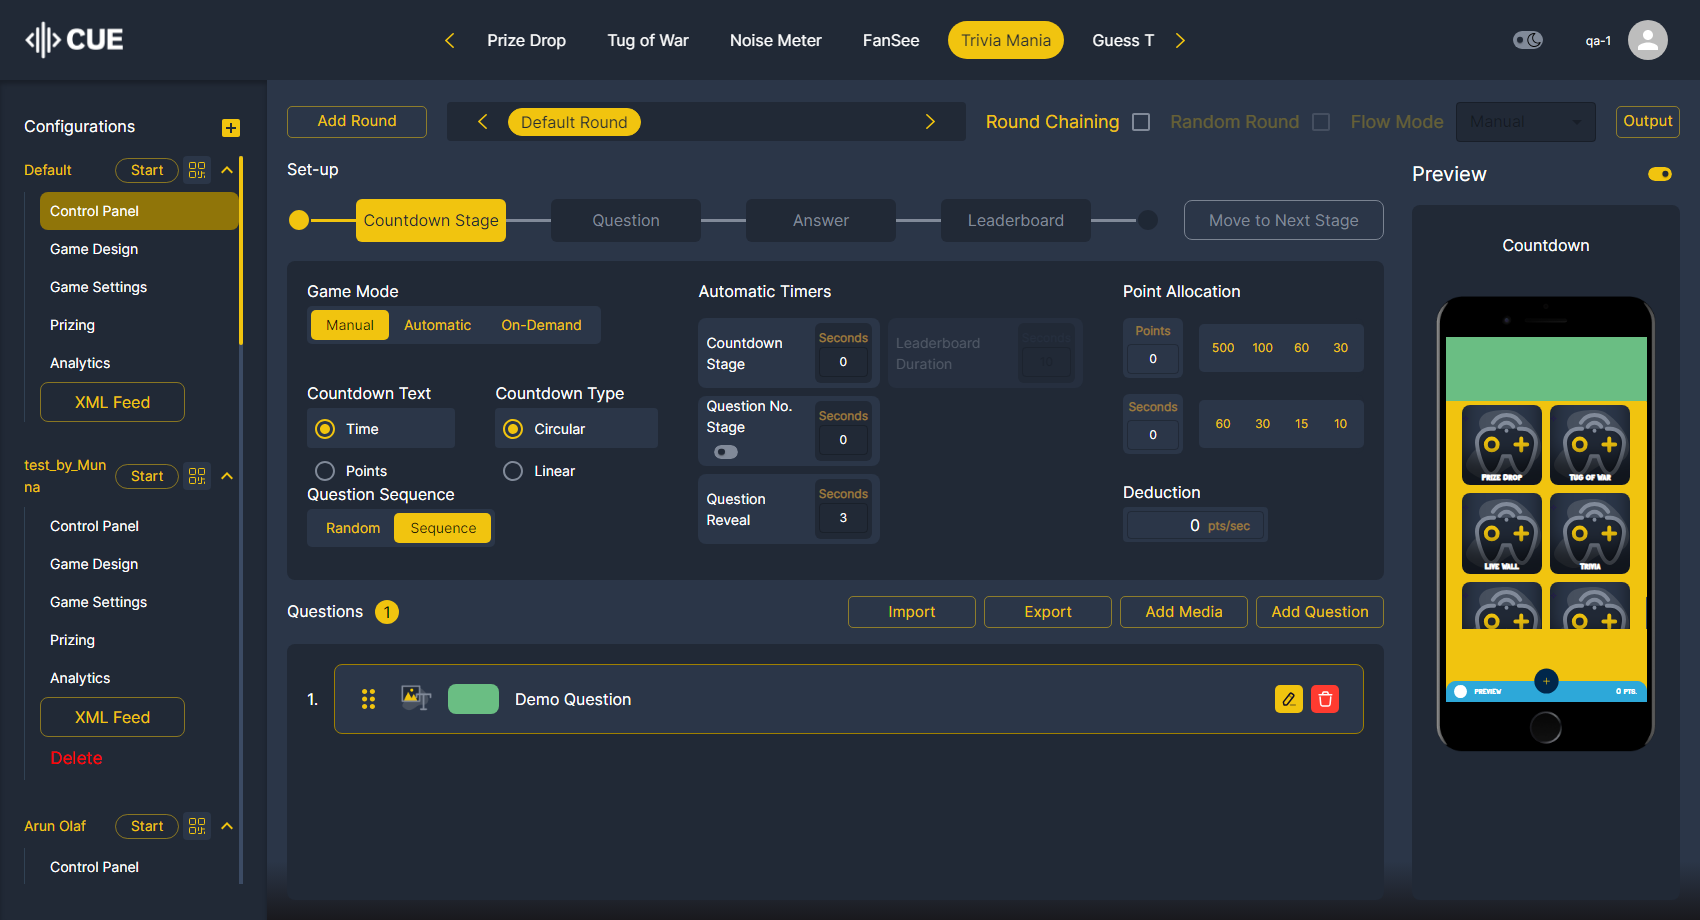 CUE
Prize Drop
Tug of War
Noise Meter
FanSee
Trivia Mania
Guess T
qa-1
Configurations
Default
Start
Control Panel
Game Design
Game Settings
Prizing
Analytics
XML Feed
test_by_Mun
na
Start
Control Panel
Game Design
Game Settings
Prizing
Analytics
XML Feed
Delete
Arun Olaf
Start
Control Panel
Add Round
Default Round
Round Chaining
Random Round
Flow Mode
Manual
Output
Set-up
Countdown Stage
Question
Answer
Leaderboard
Move to Next Stage
Game Mode
Manual
Automatic
On-Demand
Countdown Text
Time
Points
Countdown Type
Circular
Linear
Question Sequence
Random
Sequence
Automatic Timers
Countdown
Stage
Seconds
0
Leaderboard
Duration
Seconds
Question No.
Stage
Seconds
0
Question
Reveal
Seconds
3
Point Allocation
Points
0
500 100 60 30
Seconds
0
60 30 15 10
Deduction
0 pts/sec
Questions 1
Import
Export
Add Media
Add Question
1.
Demo Question
Preview
Countdown
Prize Drop
Tug of War
Live Wall
Trivia
PREVIEW
0 PTS.